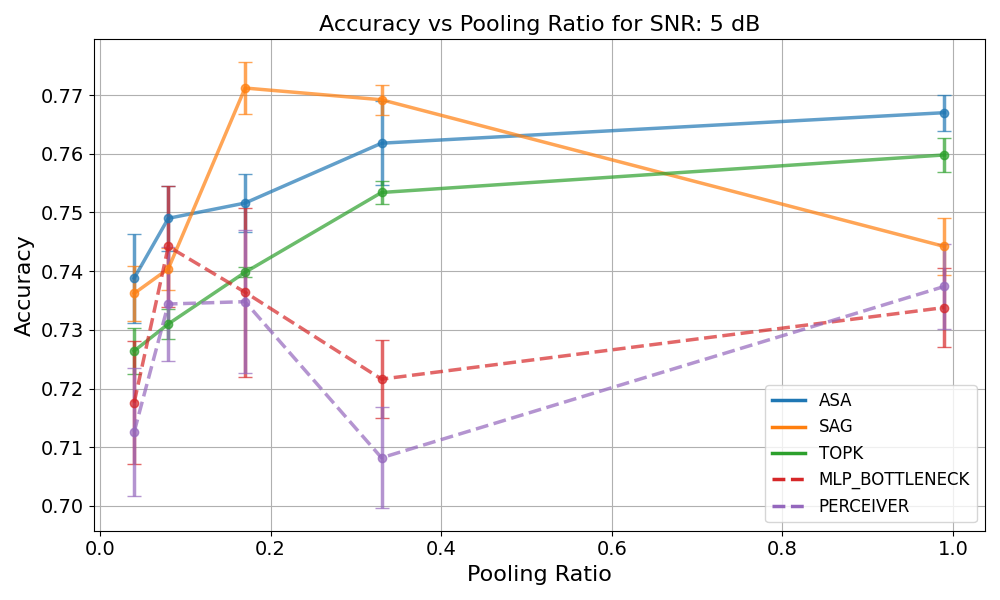 Accuracy vs Pooling Ratio for SNR: 5 dB
Accuracy
0.77
0.76
0.75
0.74
0.73
0.72
0.71
0.70
0.0 0.2 0.4 0.6 0.8 1.0
Pooling Ratio
ASA
SAG
TOPK
MLP_BOTTLENECK
PERCEIVER